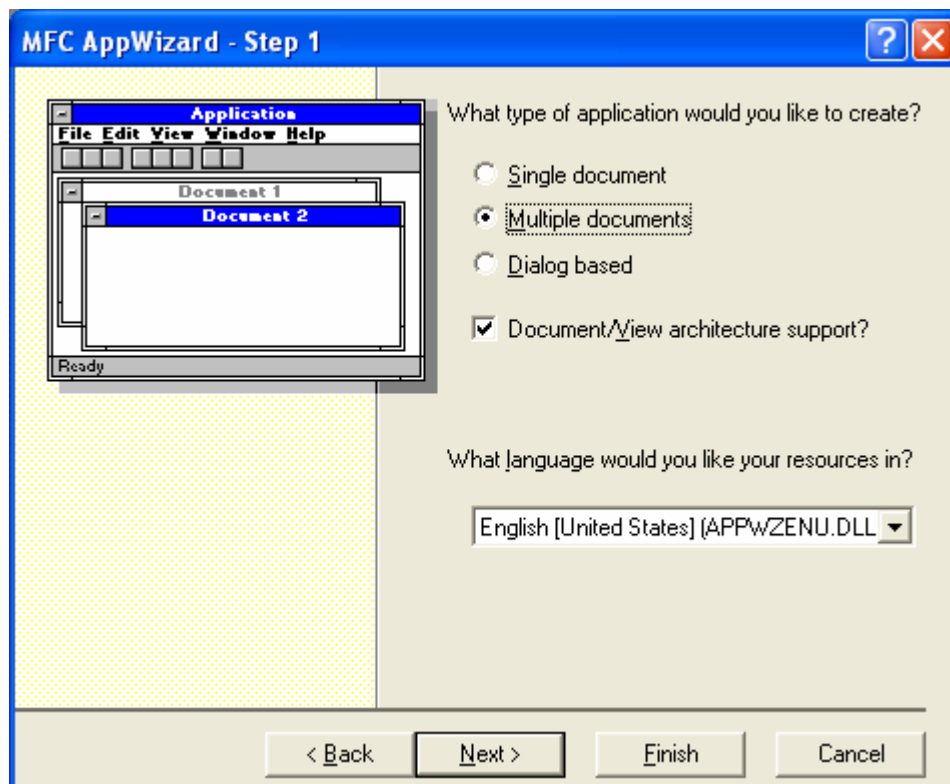 MFC AppWizard - Step 1
Application
File Edit View Window Help
Document 1
Document 2
Ready
What type of application would you like to create?
Single document
Multiple documents
Dialog based
Document/View architecture support?
What language would you like your resources in?
English [United States] (APPWZENU.DLL
< Back
Next >
Finish
Cancel